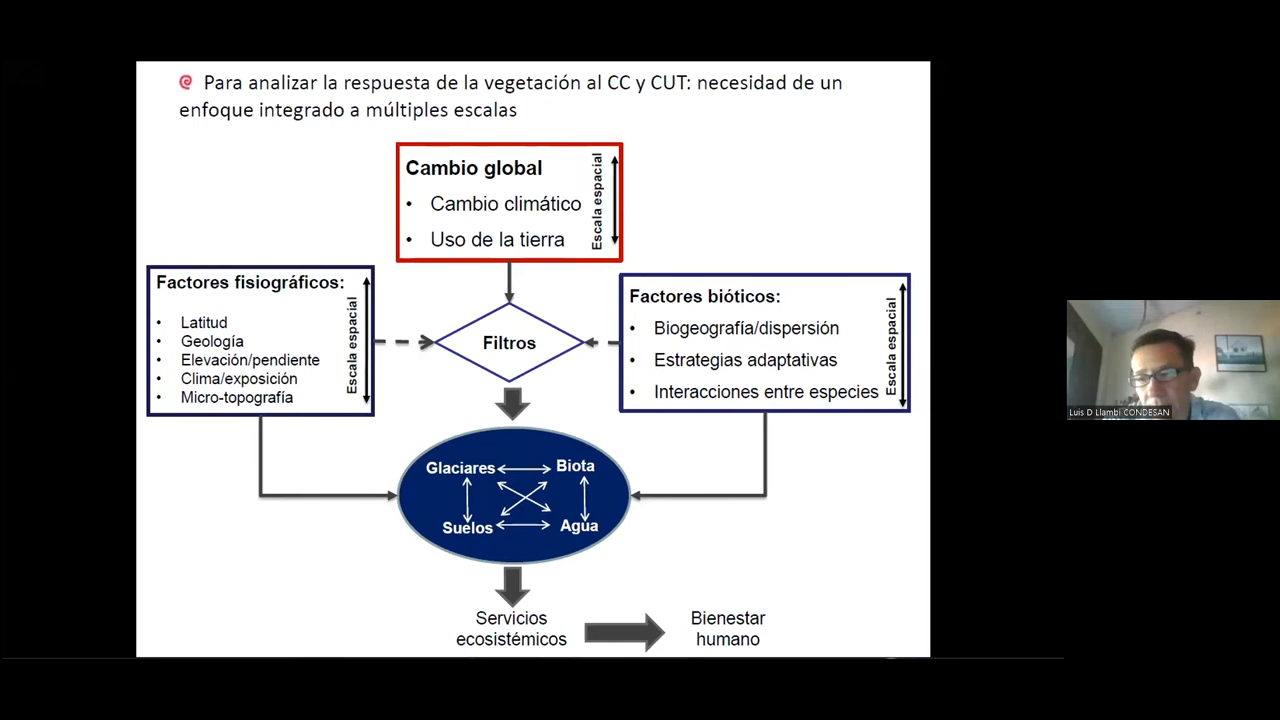 Para analizar la respuesta de la vegetación al CC y CUT: necesidad de un
enfoque integrado a múltiples escalas
Cambio global
• Cambio climático
• Uso de la tierra
Escala espacial
Factores fisiográficos:
• Latitud
• Geología
• Elevación/pendiente
• Clima/exposición
• Micro-topografía
Escala espacial
Filtros
Factores bióticos:
• Biogeografía/dispersión
• Estrategias adaptativas
• Interacciones entre especies
Escala espacial
Glaciares
Biota
Suelos
Agua
Servicios
ecosistémicos
Bienestar
humano
Luis D Llambi CONDESAN